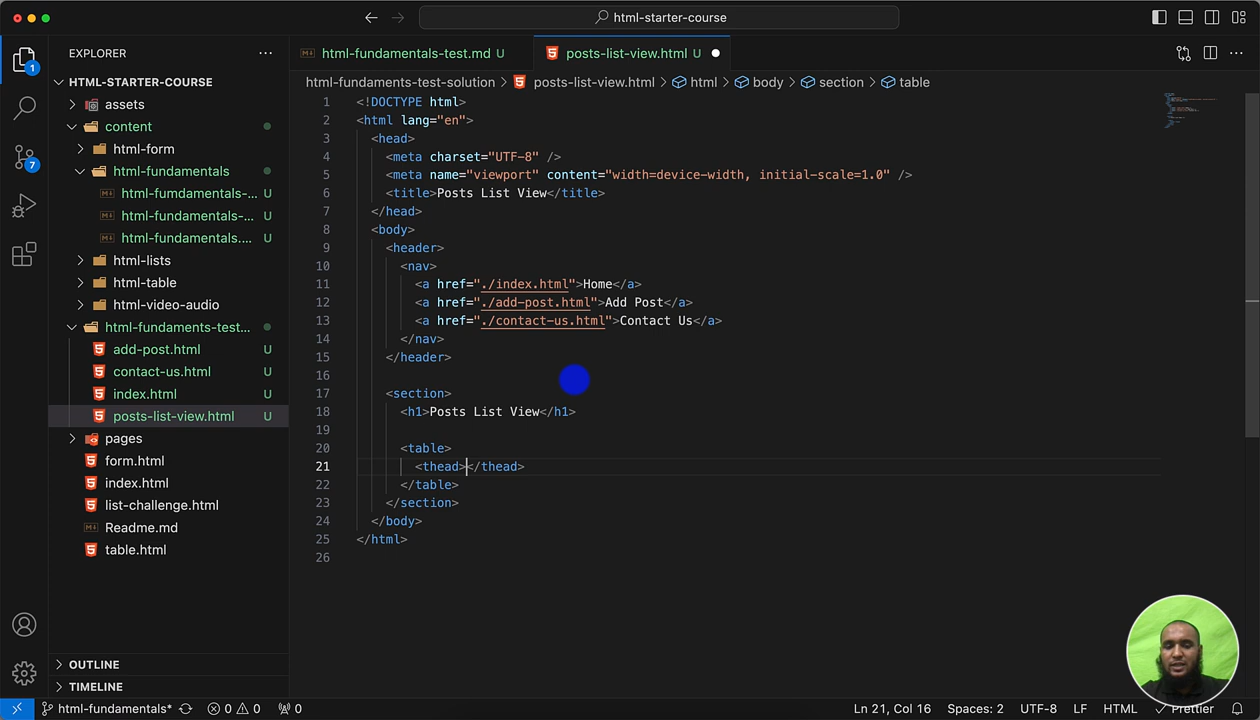 html-starter-course
EXPLORER
HTML-STARTER-COURSE
assets
content
html-form
html-fundamentals
html-fumdamentals-... U
html-fundamentals-... U
html-fundamentals.... U
html-lists
html-table
html-video-audio
html-fundaments-test...
add-post.html U
contact-us.html U
index.html U
posts-list-view.html U
pages
form.html
index.html
list-challenge.html
Readme.md
table.html
OUTLINE
TIMELINE
1
7
html-fundamentals-test.md U
posts-list-view.html U
html-fundaments-test-solution > posts-list-view.html > html > body > section > table
1 <!DOCTYPE html>
2 <html lang="en">
3 <head>
4 <meta charset="UTF-8" />
5 <meta name="viewport" content="width=device-width, initial-scale=1.0" />
6 <title>Posts List View</title>
7 </head>
8 <body>
9 <header>
10 <nav>
11 <a href="./index.html">Home</a>
12 <a href="./add-post.html">Add Post</a>
13 <a href="./contact-us.html">Contact Us</a>
14 </nav>
15 </header>
16
17 <section>
18 <h1>Posts List View</h1>
19
20 <table>
21 <thead></thead>
22 </table>
23 </section>
24 </body>
25 </html>
26
html-fundamentals* 0 0 0
Ln 21, Col 16 Spaces: 2 UTF-8 LF HTML Prettier